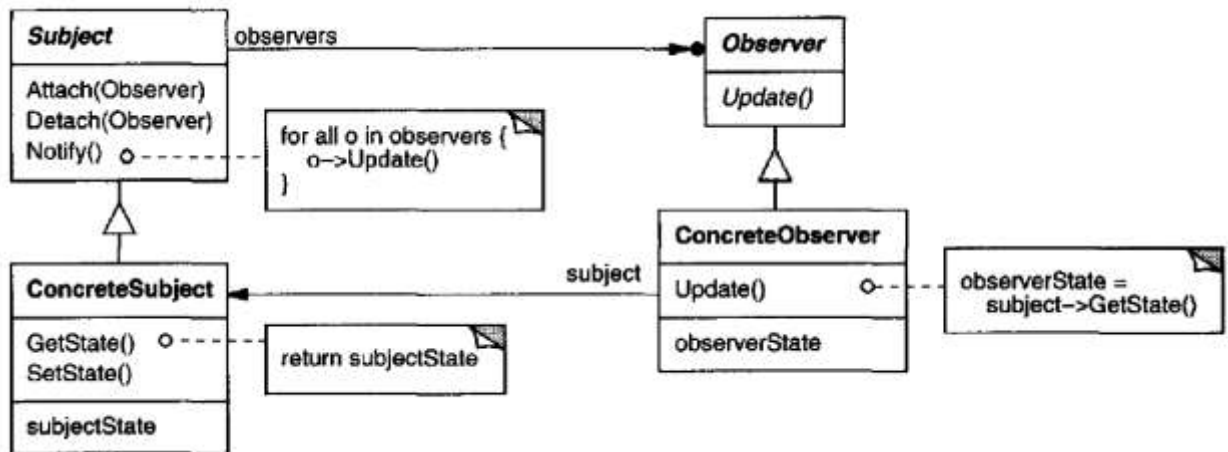 Subject
observers
Observer
Attach(Observer)
Detach(Observer)
Notify()
for all o in observers {
o->Update()
}
Update()
ConcreteSubject
GetState()
SetState()
subjectState
return subjectState
subject
ConcreteObserver
Update()
observerState
observerState =
subject->GetState()